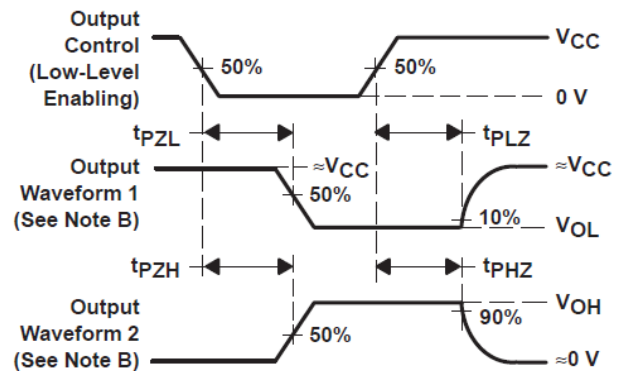 Output
Control
(Low-Level
Enabling)
50%
50%
VCC
0 V
tPZL
tPLZ
Output
Waveform 1
(See Note B)
≈VCC
50%
≈VCC
10%
VOL
tPZH
tPHZ
Output
Waveform 2
(See Note B)
50%
VOH
90%
≈0 V